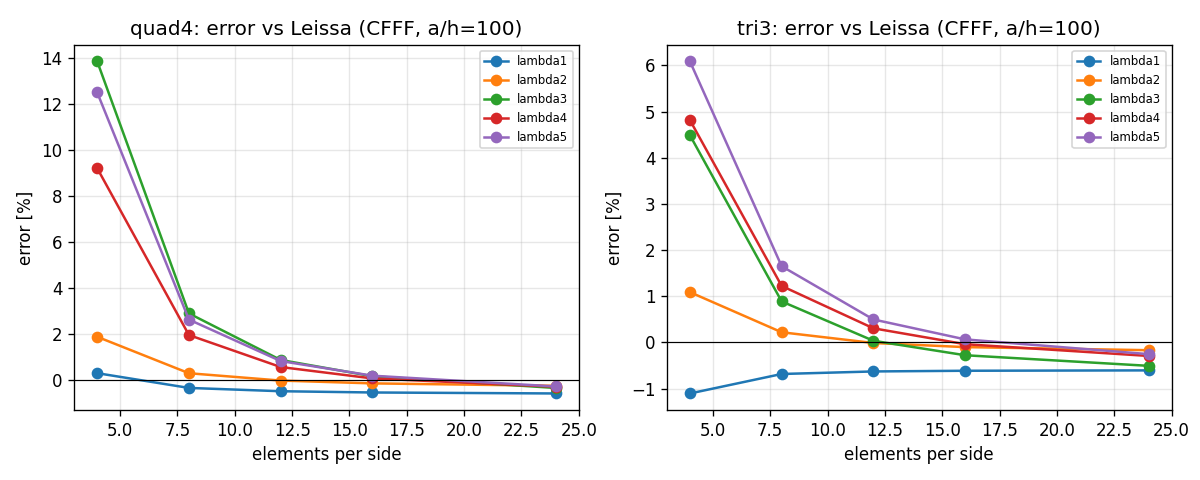 quad4: error vs Leissa (CFFF, a/h=100)
error [%]
14
12
10
8
6
4
2
0
lambda1
lambda2
lambda3
lambda4
lambda5
5.0 7.5 10.0 12.5 15.0 17.5 20.0 22.5 25.0
elements per side
tri3: error vs Leissa (CFFF, a/h=100)
error [%]
6
5
4
3
2
1
0
−1
lambda1
lambda2
lambda3
lambda4
lambda5
5.0 7.5 10.0 12.5 15.0 17.5 20.0 22.5 25.0
elements per side